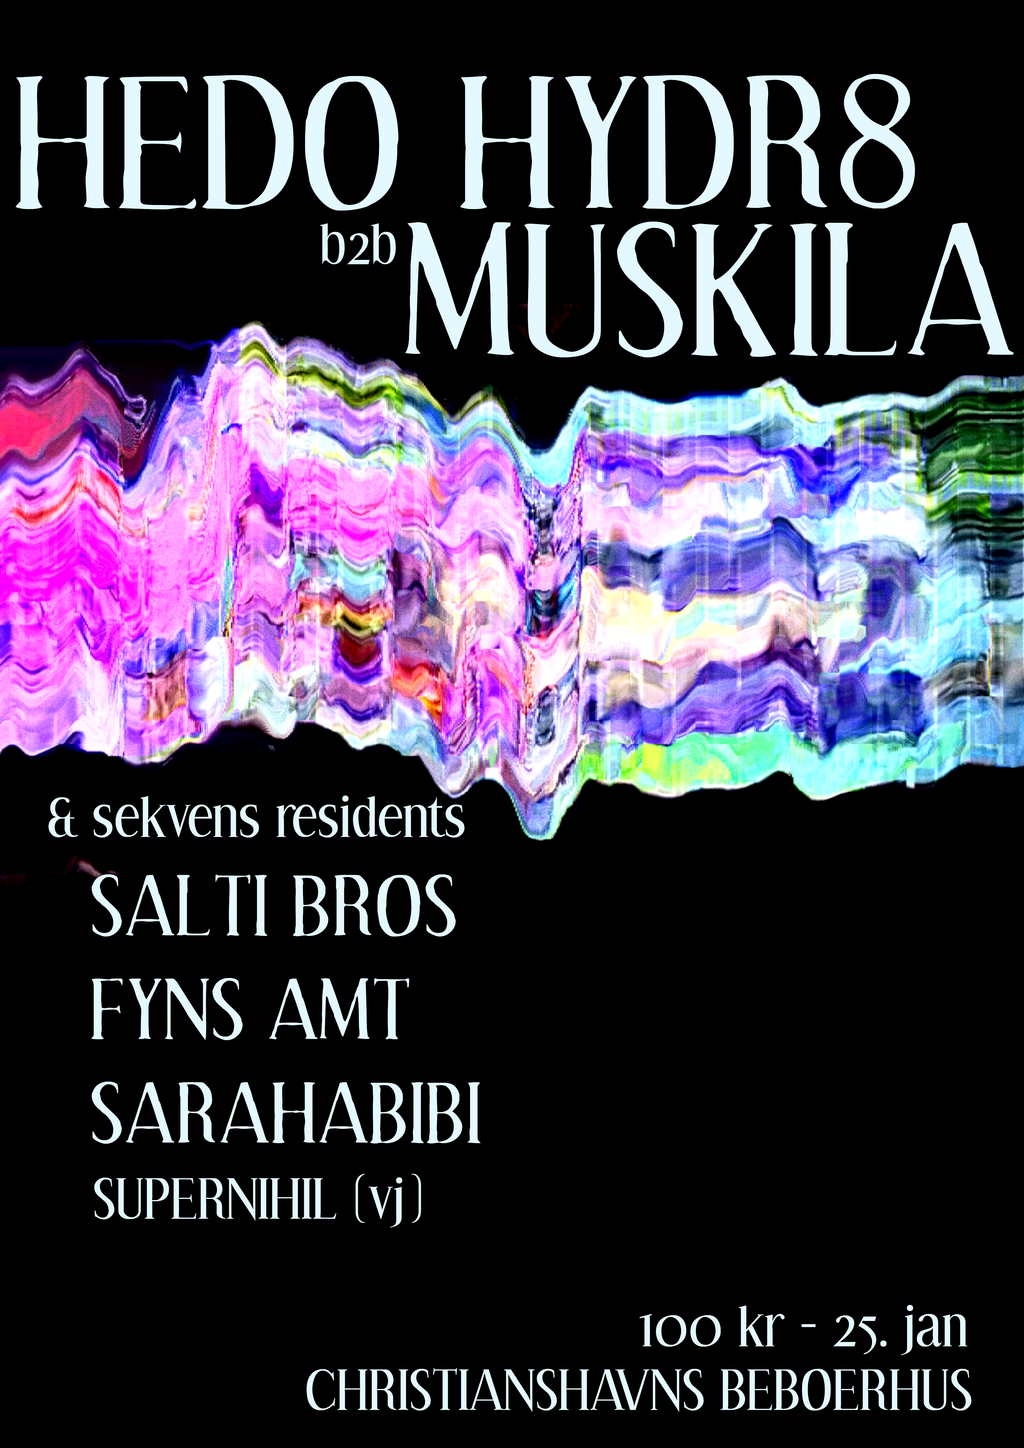 HEDO HYDR8
b2b MUSKILA
& sekvens residents
SALTI BROS
FYNS AMT
SARAHABIBI
SUPERNIHIL (vj)
100 kr - 25. jan
CHRISTIANSHAVNS BEBOERHUS